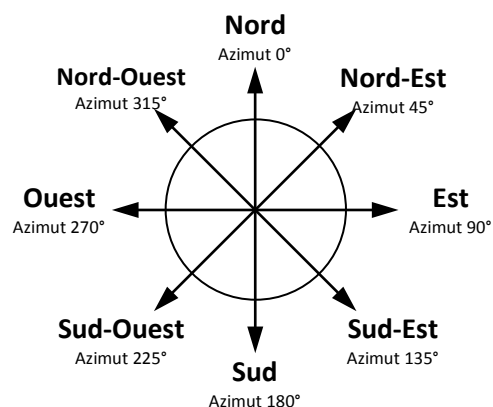 Nord
Azimut 0°
Nord-Ouest
Azimut 315°
Nord-Est
Azimut 45°
Ouest
Azimut 270°
Est
Azimut 90°
Sud-Ouest
Azimut 225°
Sud-Est
Azimut 135°
Sud
Azimut 180°